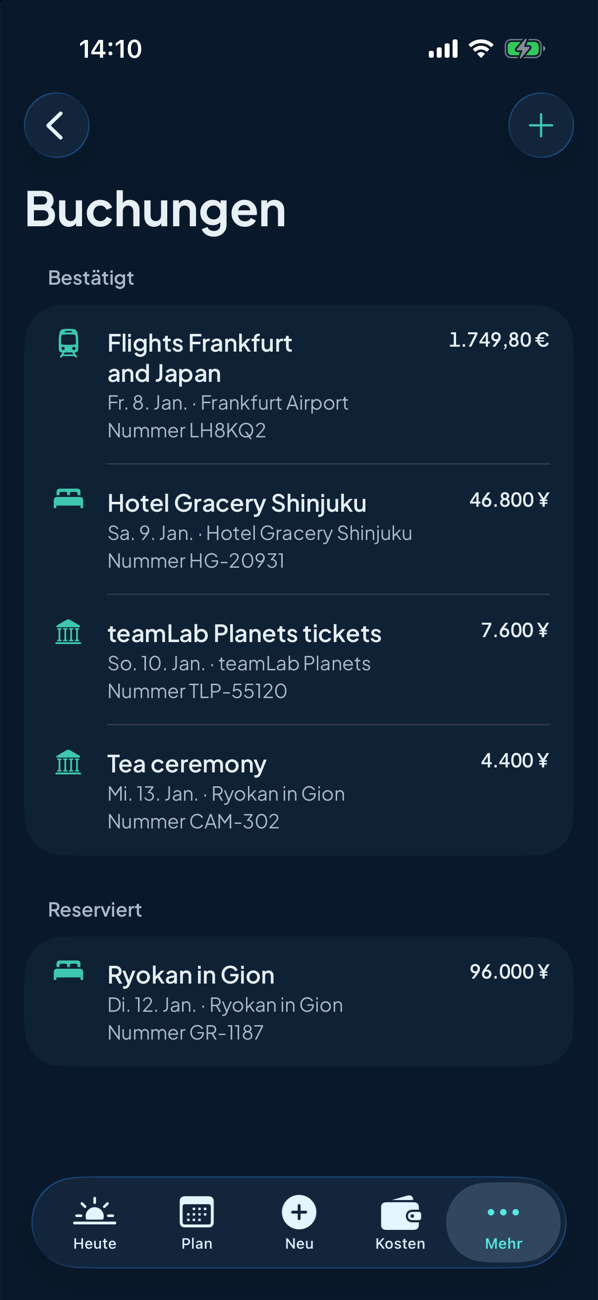 14:10
Buchungen
Bestätigt
Flights Frankfurt
and Japan
1.749,80 €
Fr. 8. Jan. · Frankfurt Airport
Nummer LH8KQ2
Hotel Gracery Shinjuku
46.800 ¥
Sa. 9. Jan. · Hotel Gracery Shinjuku
Nummer HG-20931
teamLab Planets tickets
7.600 ¥
So. 10. Jan. · teamLab Planets
Nummer TLP-55120
Tea ceremony
4.400 ¥
Mi. 13. Jan. · Ryokan in Gion
Nummer CAM-302
Reserviert
Ryokan in Gion
96.000 ¥
Di. 12. Jan. · Ryokan in Gion
Nummer GR-1187
Heute
Plan
Neu
Kosten
Mehr